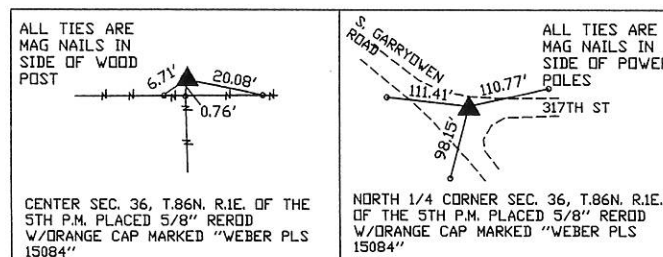 ALL TIES ARE
MAG NAILS IN
SIDE OF WOOD
POST
6.71'
20.08'
0.76'
CENTER SEC. 36, T.86N. R.1E. OF THE
5TH P.M. PLACED 5/8" REROD
W/ORANGE CAP MARKED "WEBER PLS
15084"
ALL TIES ARE
MAG NAILS IN
SIDE OF POWER
POLES
S. GARRYOWEN
ROAD
111.41'
110.77'
317TH ST
98.15'
NORTH 1/4 CORNER SEC. 36, T.86N. R.1E.
OF THE 5TH P.M. PLACED 5/8" REROD
W/ORANGE CAP MARKED "WEBER PLS
15084"